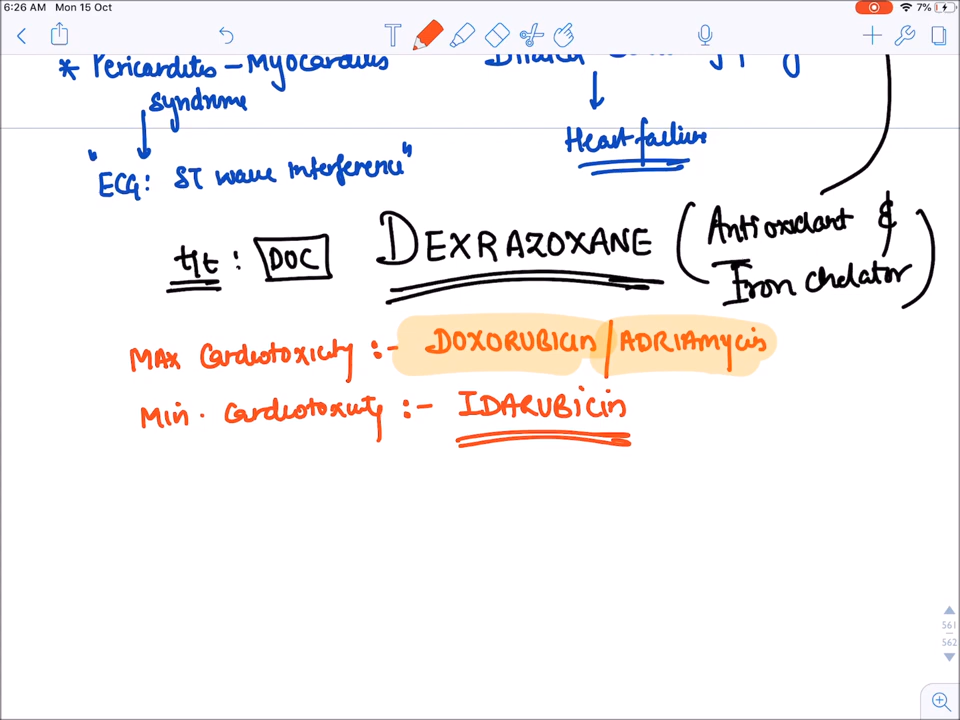 6:26 AM Mon 15 Oct 7%
T
* Pericarditis - Myocarditis
syndrome
Heart failure
"ECG: ST wave interference"
ttt : DOC DEXRAZOXANE (Antioxidant &
Iron chelator)
MAX Cardiotoxicity :- DOXORUBICin / ADRIAMycin
Min. Cardiotoxicity :- IDARUBICin
561
562